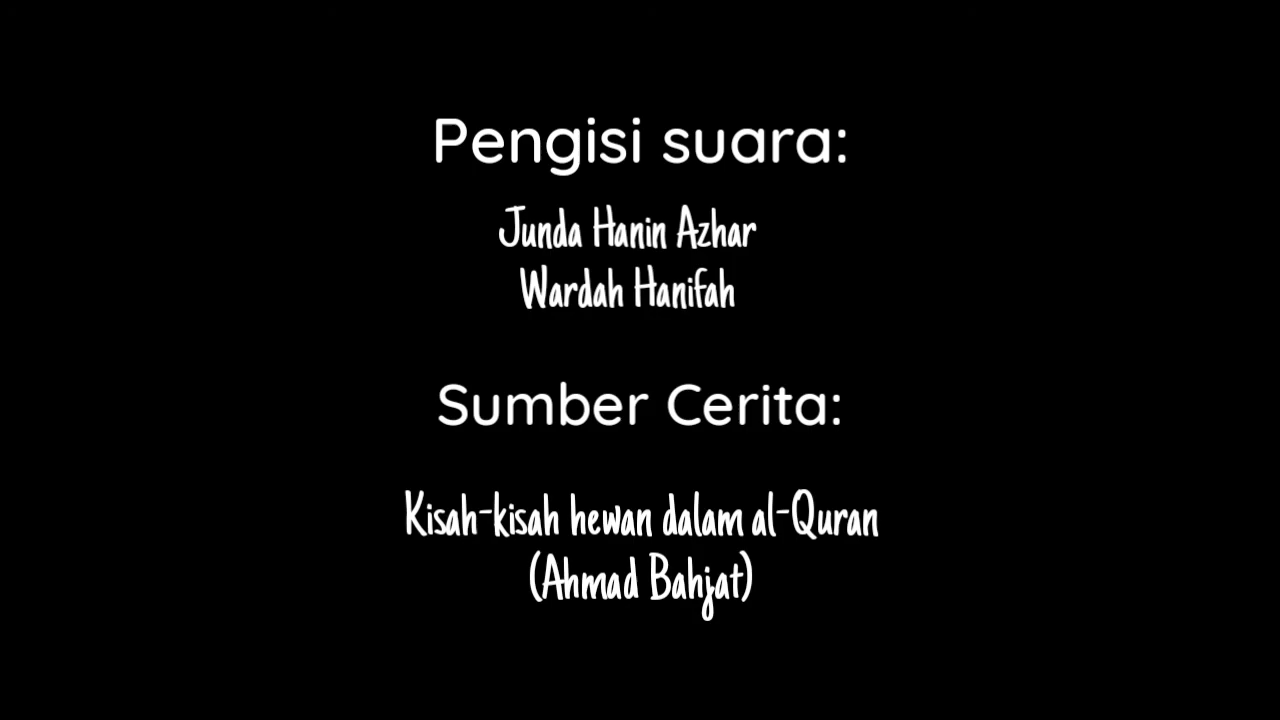 Pengisi suara:
Junda Hanin Azhar
Wardah Hanifah
Sumber Cerita:
Kisah-kisah hewan dalam al-Quran
(Ahmad Bahjat)